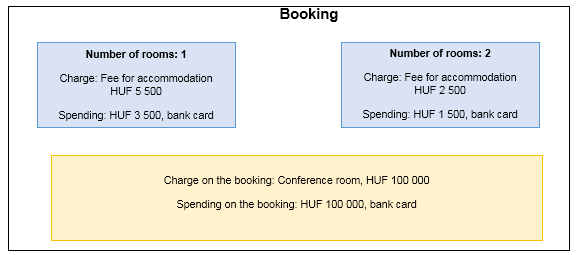 Booking
Number of rooms: 1
Charge: Fee for accommodation
HUF 5 500
Spending: HUF 3 500, bank card
Number of rooms: 2
Charge: Fee for accommodation
HUF 2 500
Spending: HUF 1 500, bank card
Charge on the booking: Conference room, HUF 100 000
Spending on the booking: HUF 100 000, bank card